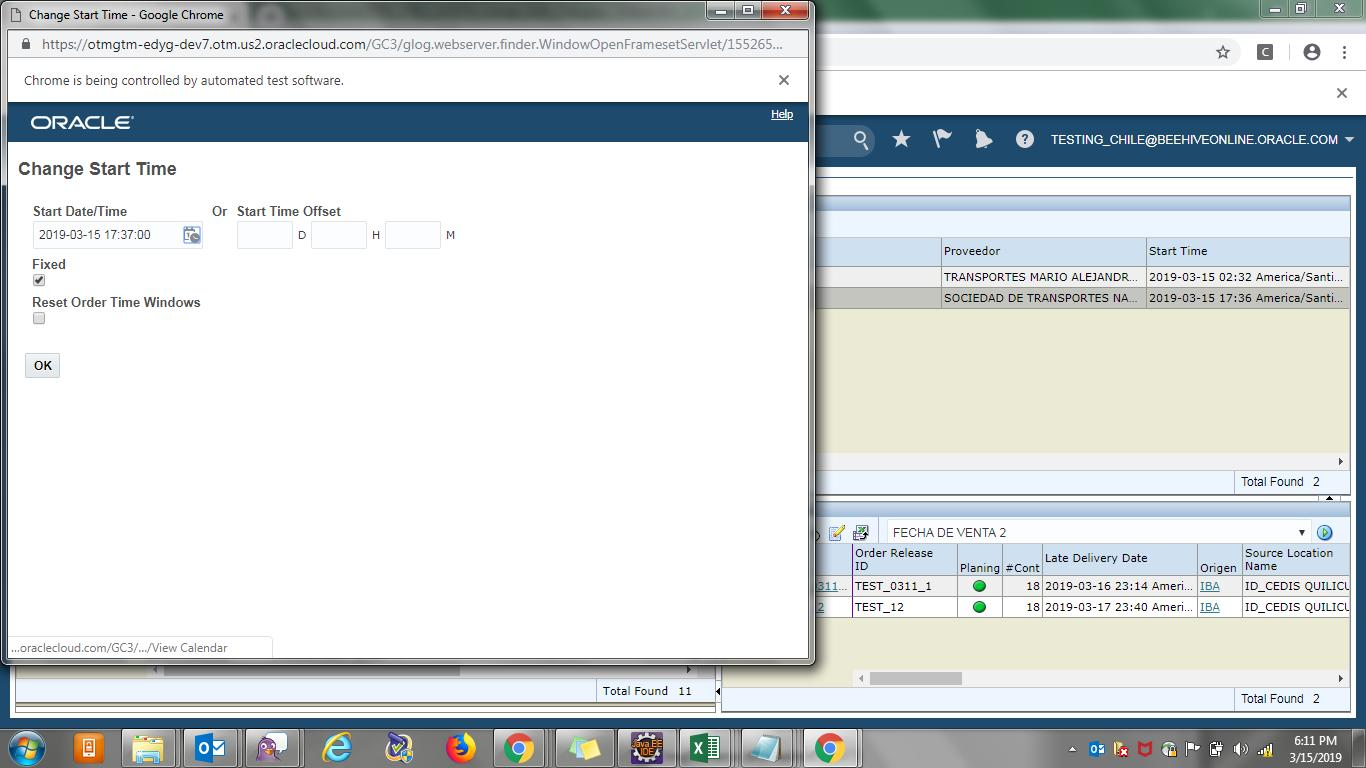 Change Start Time - Google Chrome
https://otmgtm-edyg-dev7.otm.us2.oraclecloud.com/GC3/glog.webserver.finder.WindowOpenFramesetServlet/155265...
Chrome is being controlled by automated test software.
ORACLE
Help
Change Start Time
Start Date/Time Or Start Time Offset
2019-03-15 17:37:00 D H M
Fixed
Reset Order Time Windows
OK
...oraclecloud.com/GC3/.../View Calendar
C
TESTING_CHILE@BEEHIVEONLINE.ORACLE.COM
Proveedor Start Time
TRANSPORTES MARIO ALEJANDR... 2019-03-15 02:32 America/Santi...
SOCIEDAD DE TRANSPORTES NA... 2019-03-15 17:36 America/Santi...
Total Found 2
FECHA DE VENTA 2
Order Release ID Planing #Cont Late Delivery Date Origen Source Location Name
311... TEST_0311_1 18 2019-03-16 23:14 Ameri... IBA ID_CEDIS QUILICU
2 TEST_12 18 2019-03-17 23:40 Ameri... IBA ID_CEDIS QUILICU
Total Found 11
Total Found 2
Java EE IDE
6:11 PM
3/15/2019